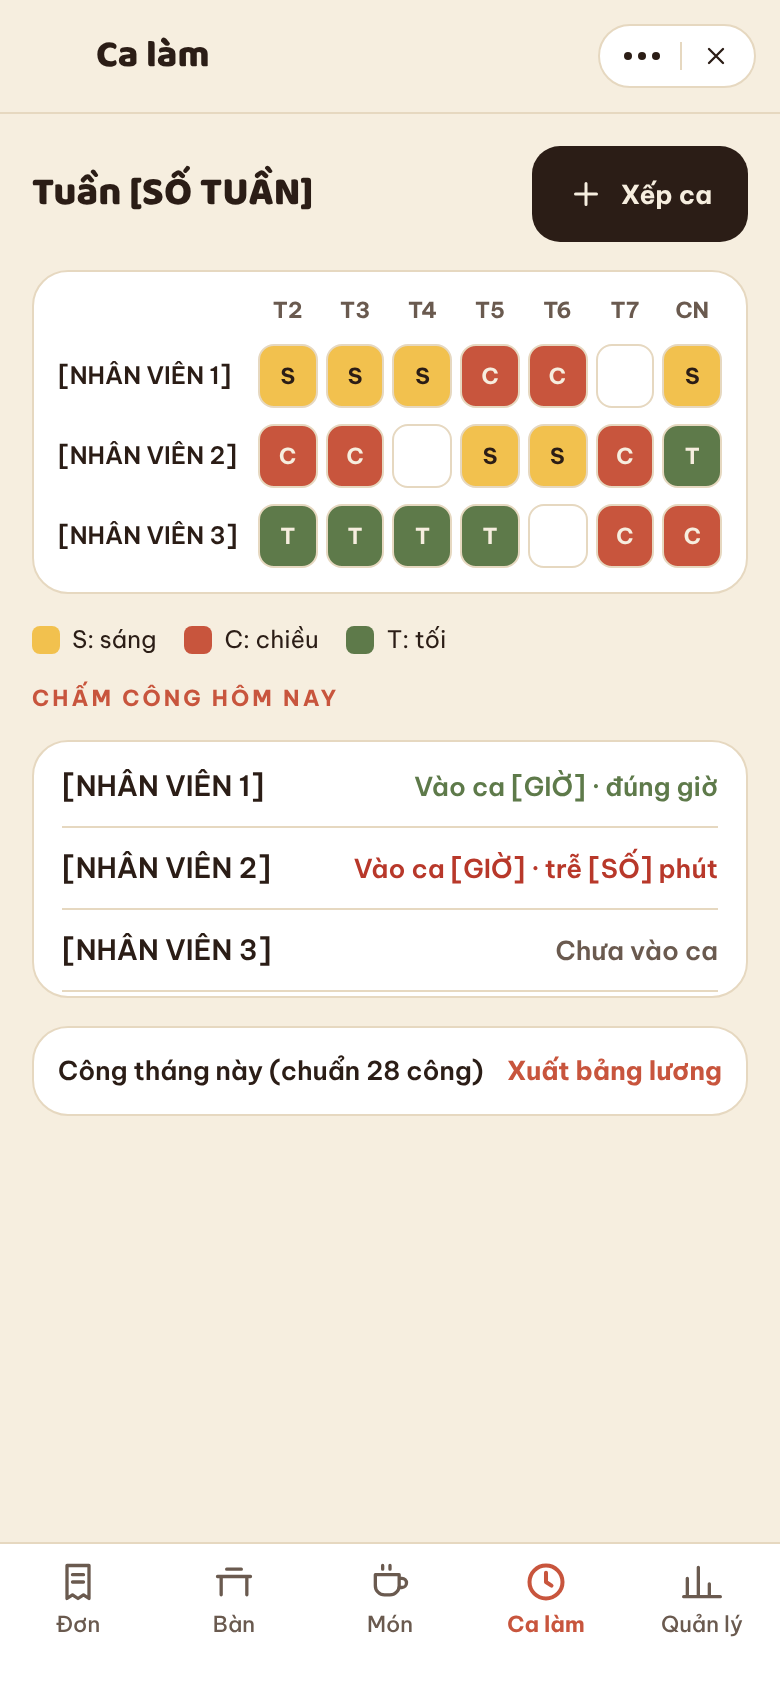 Ca làm
Tuần [SỐ TUẦN]
Xếp ca
T2 T3 T4 T5 T6 T7 CN
[NHÂN VIÊN 1] S S S C C S
[NHÂN VIÊN 2] C C S S C T
[NHÂN VIÊN 3] T T T T C C
S: sáng C: chiều T: tối
CHẤM CÔNG HÔM NAY
[NHÂN VIÊN 1] Vào ca [GIỜ] · đúng giờ
[NHÂN VIÊN 2] Vào ca [GIỜ] · trễ [SỐ] phút
[NHÂN VIÊN 3] Chưa vào ca
Công tháng này (chuẩn 28 công) Xuất bảng lương
Đơn Bàn Món Ca làm Quản lý